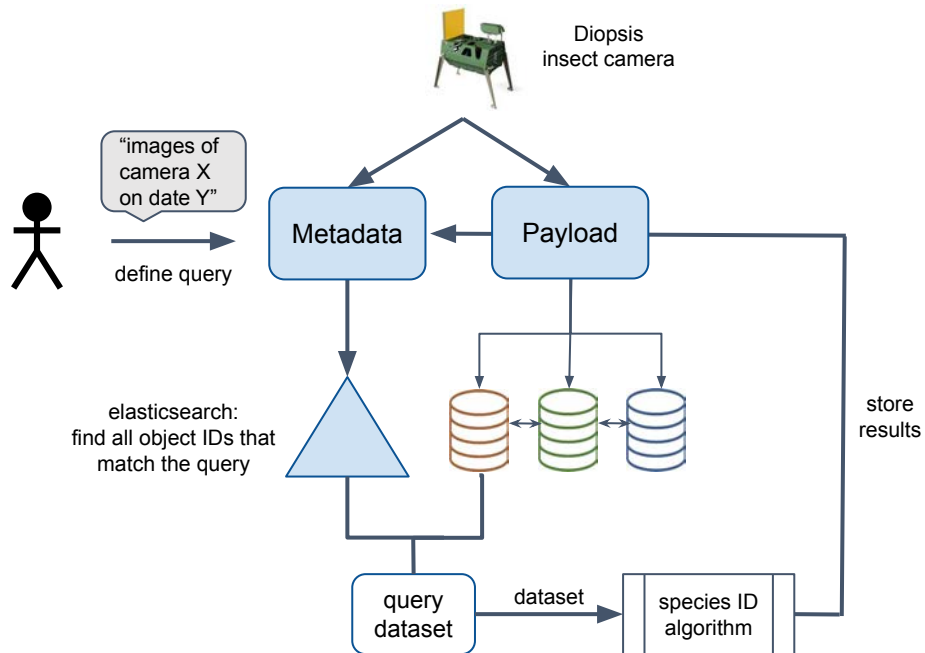 Diopsis
insect camera
“images of
camera X
on date Y”
define query
Metadata
Payload
elasticsearch:
find all object IDs that
match the query
store
results
query
dataset
dataset
species ID
algorithm